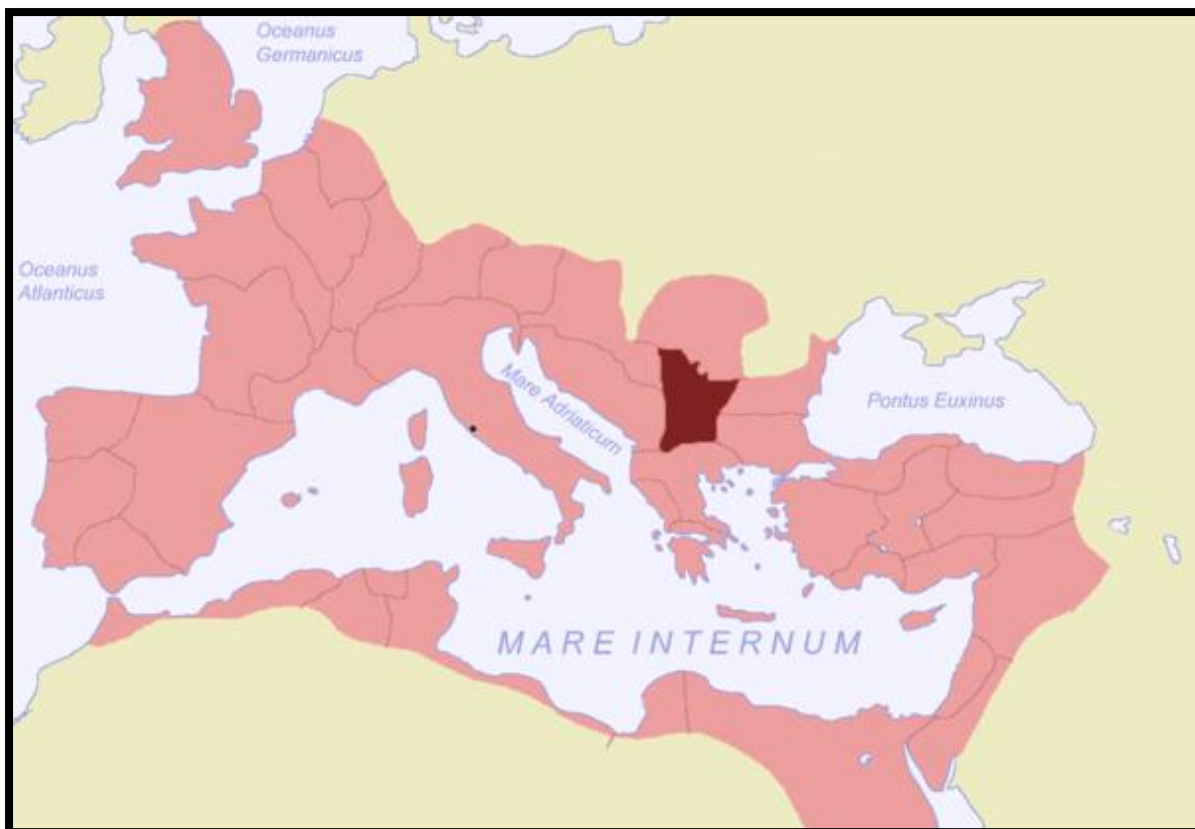 Oceanus
Germanicus
Oceanus
Atlanticus
Mare Adriaticum
Pontus Euxinus
MARE INTERNUM